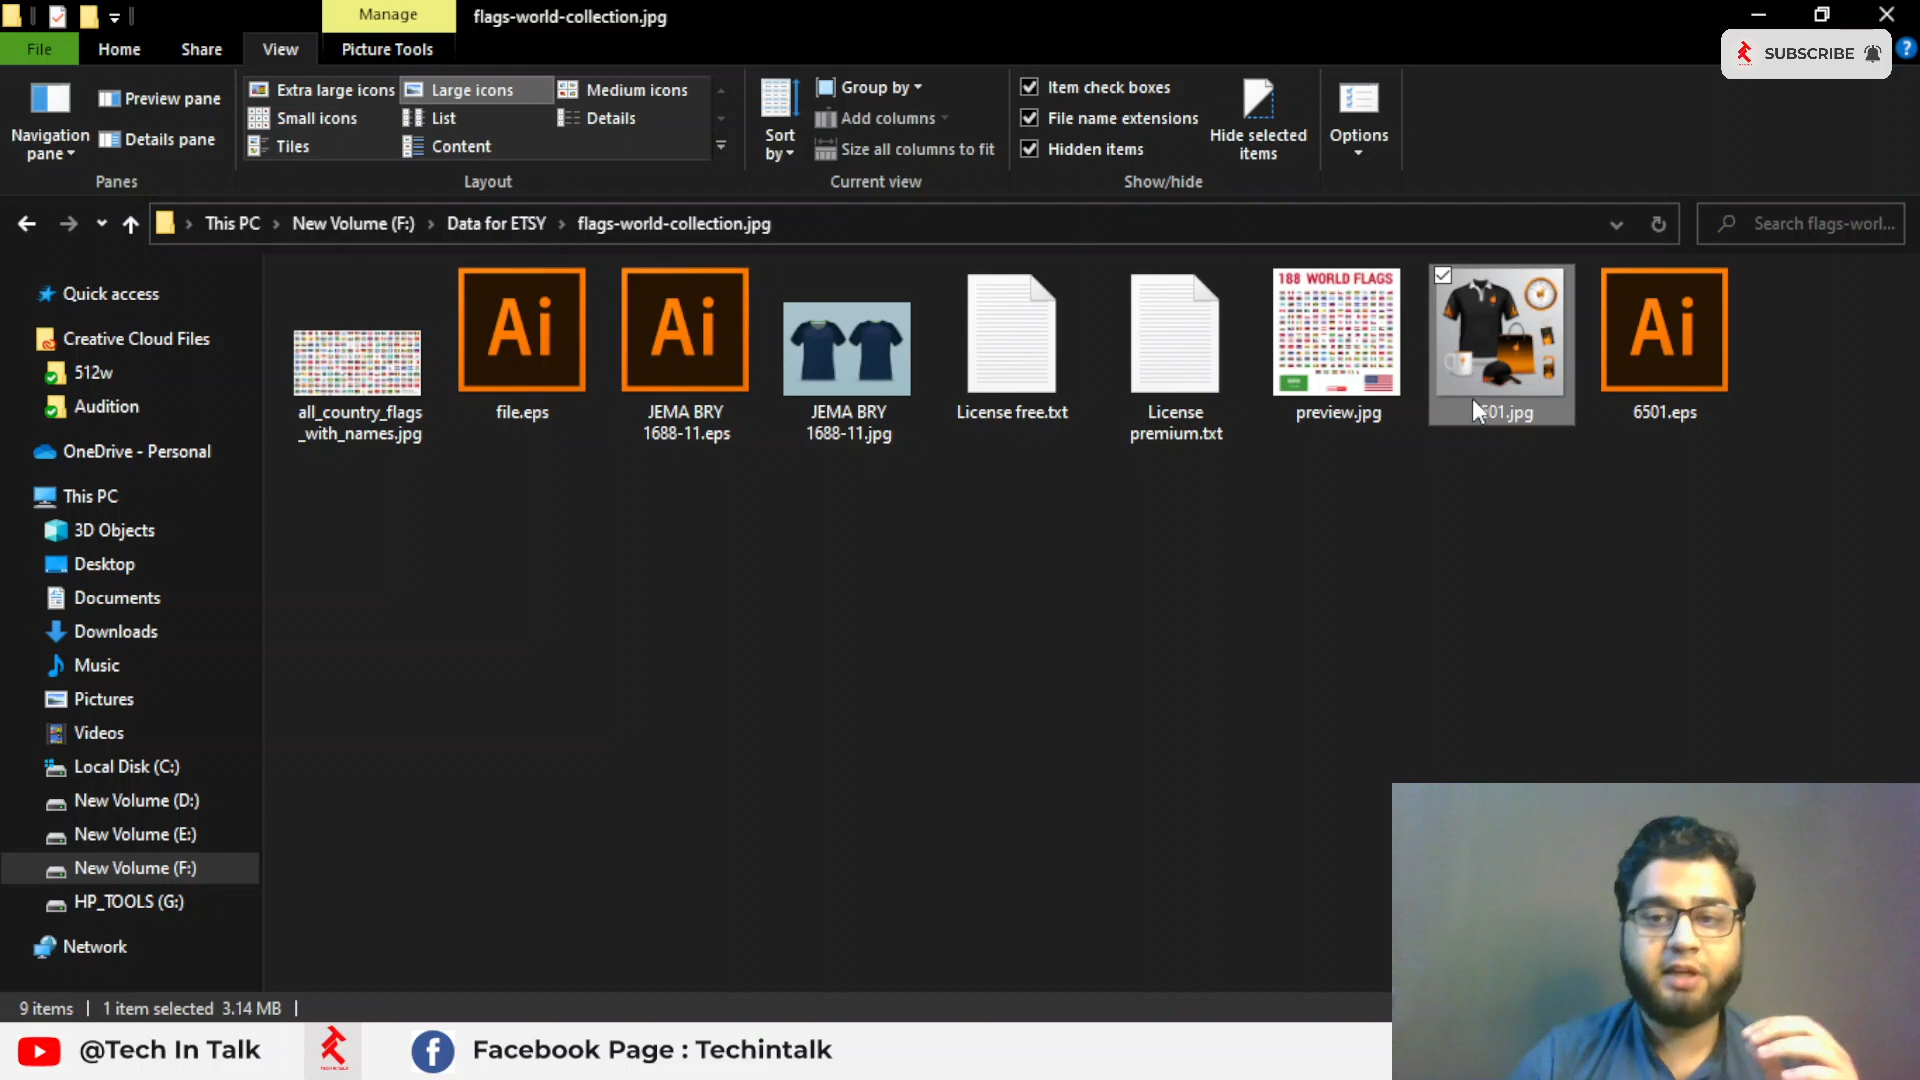 Manage
flags-world-collection.jpg
File
Home
Share
View
Picture Tools
SUBSCRIBE
?
Navigation
pane
Preview pane
Details pane
Panes
Extra large icons
Large icons
Medium icons
Small icons
List
Details
Tiles
Content
Layout
Sort
by
Group by
Add columns
Size all columns to fit
Current view
Item check boxes
File name extensions
Hidden items
Hide selected
items
Show/hide
Options
This PC
New Volume (F:)
Data for ETSY
flags-world-collection.jpg
Search flags-worl...
Quick access
Creative Cloud Files
512w
Audition
OneDrive - Personal
This PC
3D Objects
Desktop
Documents
Downloads
Music
Pictures
Videos
Local Disk (C:)
New Volume (D:)
New Volume (E:)
New Volume (F:)
HP_TOOLS (G:)
Network
all_country_flags
_with_names.jpg
Ai
file.eps
Ai
JEMA BRY
1688-11.eps
JEMA BRY
1688-11.jpg
License free.txt
License
premium.txt
188 WORLD FLAGS
preview.jpg
501.jpg
Ai
6501.eps
9 items
1 item selected 3.14 MB
@Tech In Talk
TECH IN TALK
Facebook Page : Techintalk